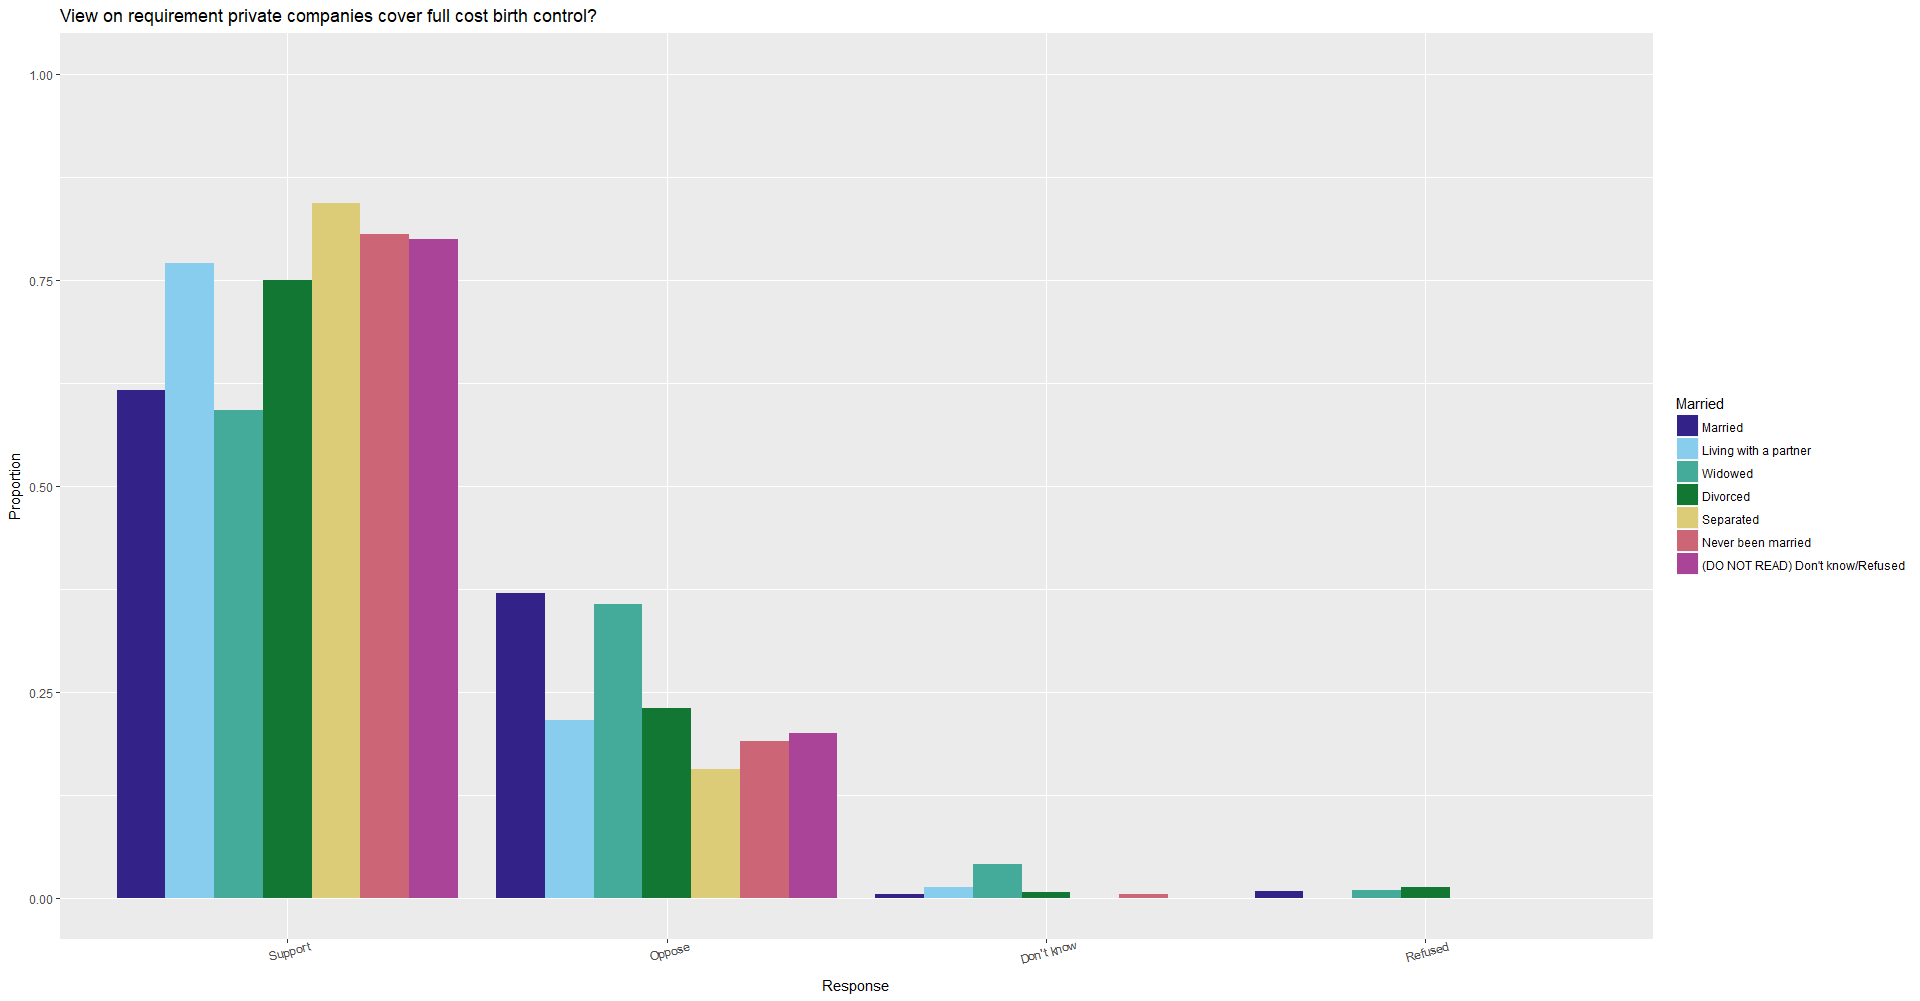 View on requirement private companies cover full cost birth control?
1.00
0.75
0.50
0.25
0.00
Proportion
Support
Oppose
Don't know
Refused
Response
Married
Married
Living with a partner
Widowed
Divorced
Separated
Never been married
(DO NOT READ) Don't know/Refused